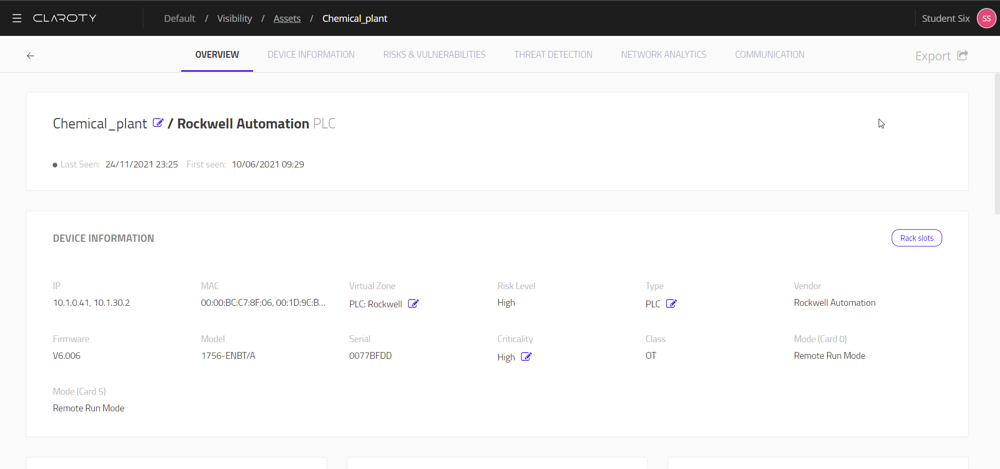 CLAROTY Default / Visibility / Assets / Chemical_plant Student Six SS
OVERVIEW DEVICE INFORMATION RISKS & VULNERABILITIES THREAT DETECTION NETWORK ANALYTICS COMMUNICATION Export
Chemical_plant / Rockwell Automation PLC
Last Seen: 24/11/2021 23:25 First seen: 10/06/2021 09:29
DEVICE INFORMATION Rack slots
IP MAC Virtual Zone Risk Level Type Vendor
10.1.0.41, 10.1.30.2 00:00:BC:C7:8F:06, 00:1D:9C:B... PLC: Rockwell High PLC Rockwell Automation
Firmware Model Serial Criticality Class Mode (Card 0)
V6.006 1756-ENBT/A 0077BFDD High OT Remote Run Mode
Mode (Card 5)
Remote Run Mode